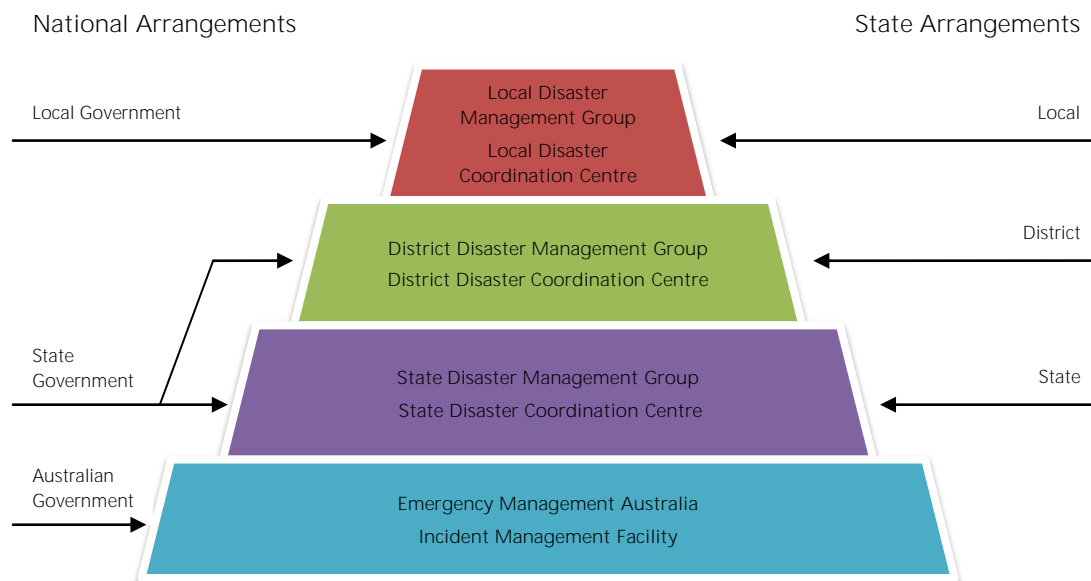 National Arrangements
State Arrangements
Local Government
Local Disaster
Management Group
Local Disaster
Coordination Centre
Local
District Disaster Management Group
District Disaster Coordination Centre
District
State
Government
State Disaster Management Group
State Disaster Coordination Centre
State
Australian
Government
Emergency Management Australia
Incident Management Facility